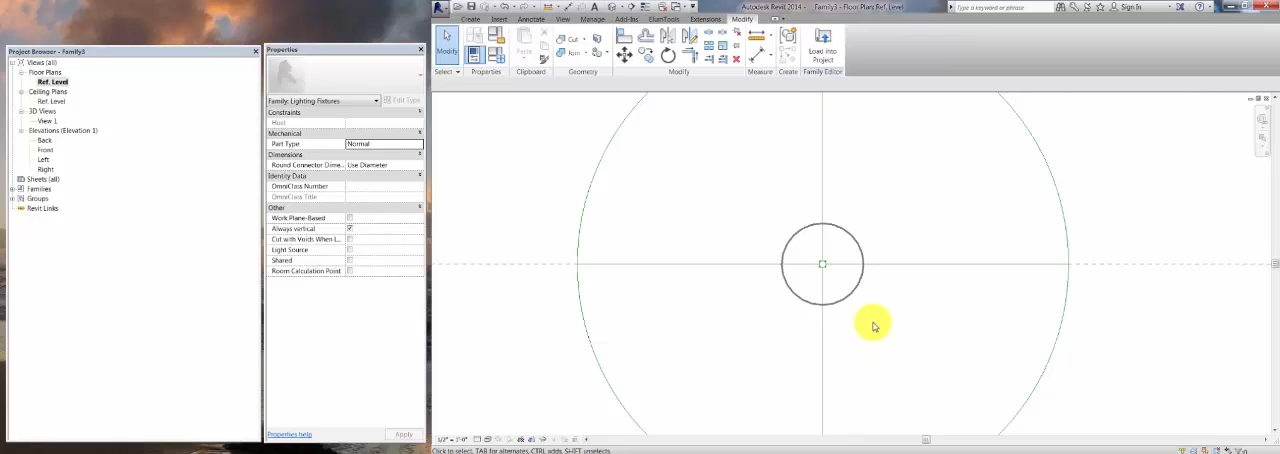 Autodesk Revit 2014 - Family3 - Floor Plan: Ref. Level
Type a keyword or phrase
Sign In
Create Insert Annotate View Manage Add-Ins ElumTools Extensions Modify
Modify
Paste
Cut
Join
Load into
Project
Select Properties Clipboard Geometry Modify Measure Create Family Editor
Project Browser - Family3
Views (all)
Floor Plans
Ref. Level
Ceiling Plans
Ref. Level
3D Views
View 1
Elevations (Elevation 1)
Back
Front
Left
Right
Sheets (all)
Families
Groups
Revit Links
Properties
Family: Lighting Fixtures
Edit Type
Constraints
Host
Mechanical
Part Type Normal
Dimensions
Round Connector Dime... Use Diameter
Identity Data
OmniClass Number
OmniClass Title
Other
Work Plane-Based
Always vertical
Cut with Voids When L...
Light Source
Shared
Room Calculation Point
Properties help
Apply
1/2" = 1'-0"
Click to select, TAB for alternates, CTRL adds, SHIFT unselects.